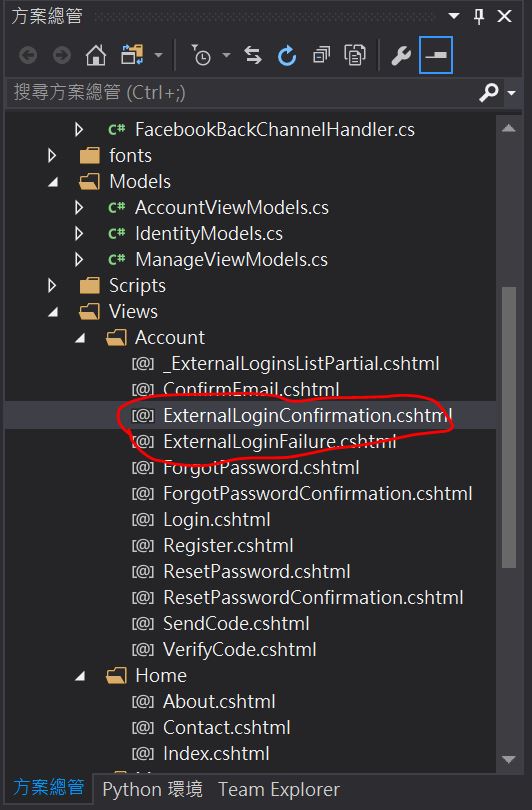 方案總管
搜尋方案總管 (Ctrl+;)
C# FacebookBackChannelHandler.cs
fonts
Models
C# AccountViewModels.cs
C# IdentityModels.cs
C# ManageViewModels.cs
Scripts
Views
Account
[@] _ExternalLoginsListPartial.cshtml
[@] ConfirmEmail.cshtml
[@] ExternalLoginConfirmation.cshtml
[@] ExternalLoginFailure.cshtml
[@] ForgotPassword.cshtml
[@] ForgotPasswordConfirmation.cshtml
[@] Login.cshtml
[@] Register.cshtml
[@] ResetPassword.cshtml
[@] ResetPasswordConfirmation.cshtml
[@] SendCode.cshtml
[@] VerifyCode.cshtml
Home
[@] About.cshtml
[@] Contact.cshtml
[@] Index.cshtml
方案總管 Python 環境 Team Explorer